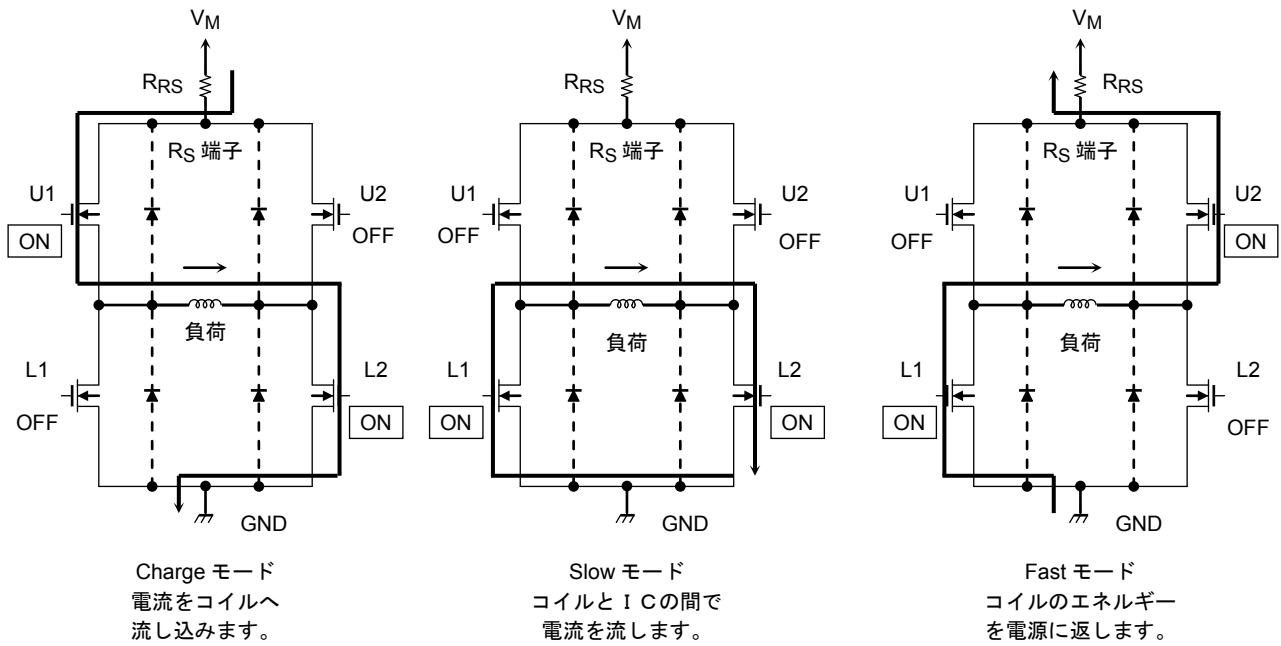 VM
RRS
RS 端子
U1
ON
U2
OFF
負荷
L1
OFF
L2
ON
GND
Charge モード
電流をコイルへ
流し込みます。
VM
RRS
RS 端子
U1
OFF
U2
OFF
負荷
L1
ON
L2
ON
GND
Slow モード
コイルとＩＣの間で
電流を流します。
VM
RRS
RS 端子
U1
OFF
U2
ON
負荷
L1
ON
L2
OFF
GND
Fast モード
コイルのエネルギー
を電源に返します。